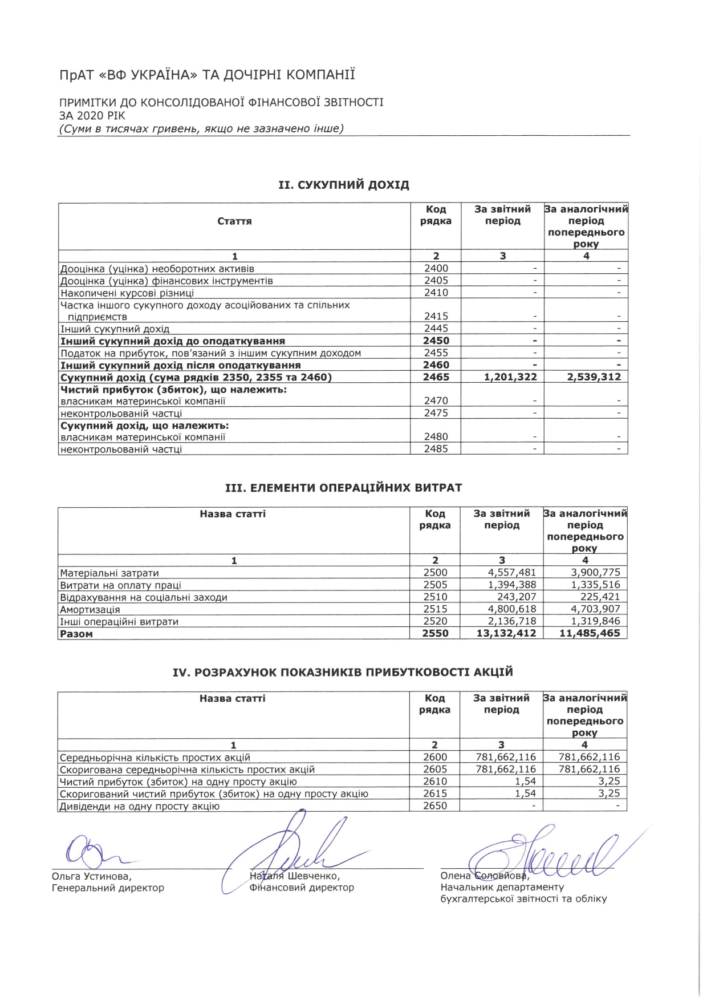 ПрАТ «ВФ УКРАЇНА» ТА ДОЧІРНІ КОМПАНІЇ
ПРИМІТКИ ДО КОНСОЛІДОВАНОЇ ФІНАНСОВОЇ ЗВІТНОСТІ
ЗА 2020 РІК
(Суми в тисячах гривень, якщо не зазначено інше)
II. СУКУПНИЙ ДОХІД
Стаття Код рядка За звітний період За аналогічний період попереднього року
1 2 3 4
Дооцінка (уцінка) необоротних активів 2400 - -
Дооцінка (уцінка) фінансових інструментів 2405 - -
Накопичені курсові різниці 2410 - -
Частка іншого сукупного доходу асоційованих та спільних
підприємств 2415 - -
Інший сукупний дохід 2445 - -
Інший сукупний дохід до оподаткування 2450 - -
Податок на прибуток, пов’язаний з іншим сукупним доходом 2455 - -
Інший сукупний дохід після оподаткування 2460 - -
Сукупний дохід (сума рядків 2350, 2355 та 2460) 2465 1,201,322 2,539,312
Чистий прибуток (збиток), що належить:
власникам материнської компанії 2470 - -
неконтрольованій частці 2475 - -
Сукупний дохід, що належить:
власникам материнської компанії 2480 - -
неконтрольованій частці 2485 - -
III. ЕЛЕМЕНТИ ОПЕРАЦІЙНИХ ВИТРАТ
Назва статті Код рядка За звітний період За аналогічний період попереднього року
1 2 3 4
Матеріальні затрати 2500 4,557,481 3,900,775
Витрати на оплату праці 2505 1,394,388 1,335,516
Відрахування на соціальні заходи 2510 243,207 225,421
Амортизація 2515 4,800,618 4,703,907
Інші операційні витрати 2520 2,136,718 1,319,846
Разом 2550 13,132,412 11,485,465
IV. РОЗРАХУНОК ПОКАЗНИКІВ ПРИБУТКОВОСТІ АКЦІЙ
Назва статті Код рядка За звітний період За аналогічний період попереднього року
1 2 3 4
Середньорічна кількість простих акцій 2600 781,662,116 781,662,116
Скоригована середньорічна кількість простих акцій 2605 781,662,116 781,662,116
Чистий прибуток (збиток) на одну просту акцію 2610 1,54 3,25
Скоригований чистий прибуток (збиток) на одну просту акцію 2615 1,54 3,25
Дивіденди на одну просту акцію 2650 - -
Ольга Устинова, Наталя Шевченко, Олена Соловйова,
Генеральний директор Фінансовий директор Начальник департаменту
бухгалтерської звітності та обліку